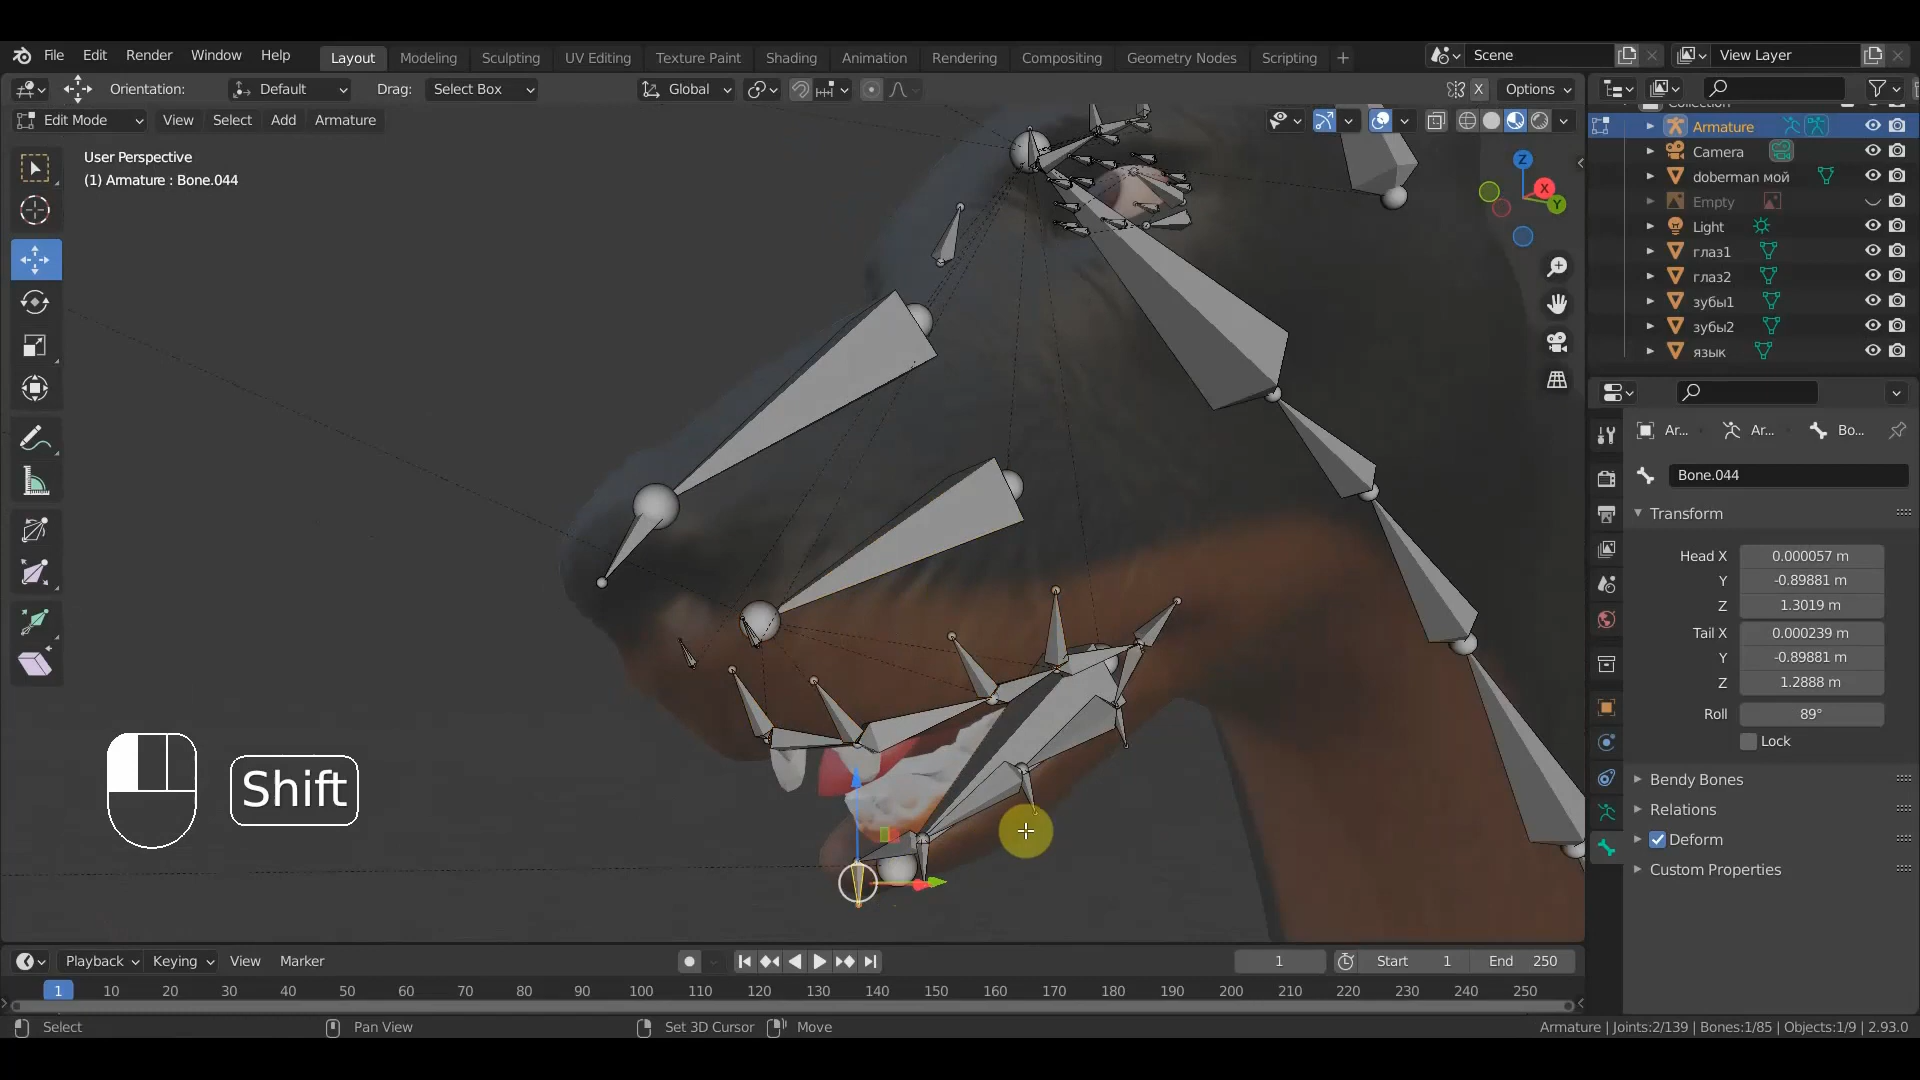 File Edit Render Window Help Layout Modeling Sculpting UV Editing Texture Paint Shading Animation Rendering Compositing Geometry Nodes Scripting + Scene View Layer
Orientation: Default Drag: Select Box Global X Options
Edit Mode View Select Add Armature
User Perspective
(1) Armature : Bone.044
Z
X
Y
Shift
Collection
Armature
Camera
doberman мой
Empty
Light
глаз1
глаз2
зубы1
зубы2
язык
Ar... Ar... Bo...
Bone.044
Transform
Head X 0.000057 m
Y -0.89881 m
Z 1.3019 m
Tail X 0.000239 m
Y -0.89881 m
Z 1.2888 m
Roll 89°
Lock
Bendy Bones
Relations
Deform
Custom Properties
Playback Keying View Marker 1 Start 1 End 250
1 10 20 30 40 50 60 70 80 90 100 110 120 130 140 150 160 170 180 190 200 210 220 230 240 250
Select Pan View Set 3D Cursor Move Armature | Joints:2/139 | Bones:1/85 | Objects:1/9 | 2.93.0